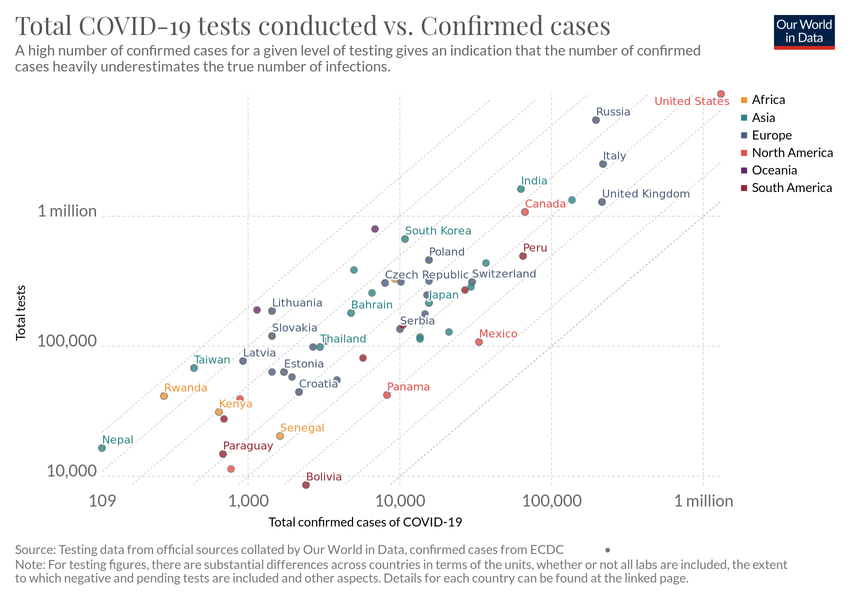 Total COVID-19 tests conducted vs. Confirmed cases
Our World
in Data
A high number of confirmed cases for a given level of testing gives an indication that the number of confirmed
cases heavily underestimates the true number of infections.
United States
Africa
Asia
Europe
North America
Oceania
South America
Russia
Italy
India
United Kingdom
Canada
1 million
South Korea
Peru
Poland
Czech Republic
Switzerland
Lithuania
Japan
Bahrain
Serbia
Slovakia
Total tests
100,000
Thailand
Mexico
Latvia
Taiwan
Estonia
Croatia
Rwanda
Panama
Kenya
Senegal
Nepal
Paraguay
Bolivia
10,000
109
1,000
10,000
100,000
1 million
Total confirmed cases of COVID-19
Source: Testing data from official sources collated by Our World in Data, confirmed cases from ECDC
Note: For testing figures, there are substantial differences across countries in terms of the units, whether or not all labs are included, the extent
to which negative and pending tests are included and other aspects. Details for each country can be found at the linked page.